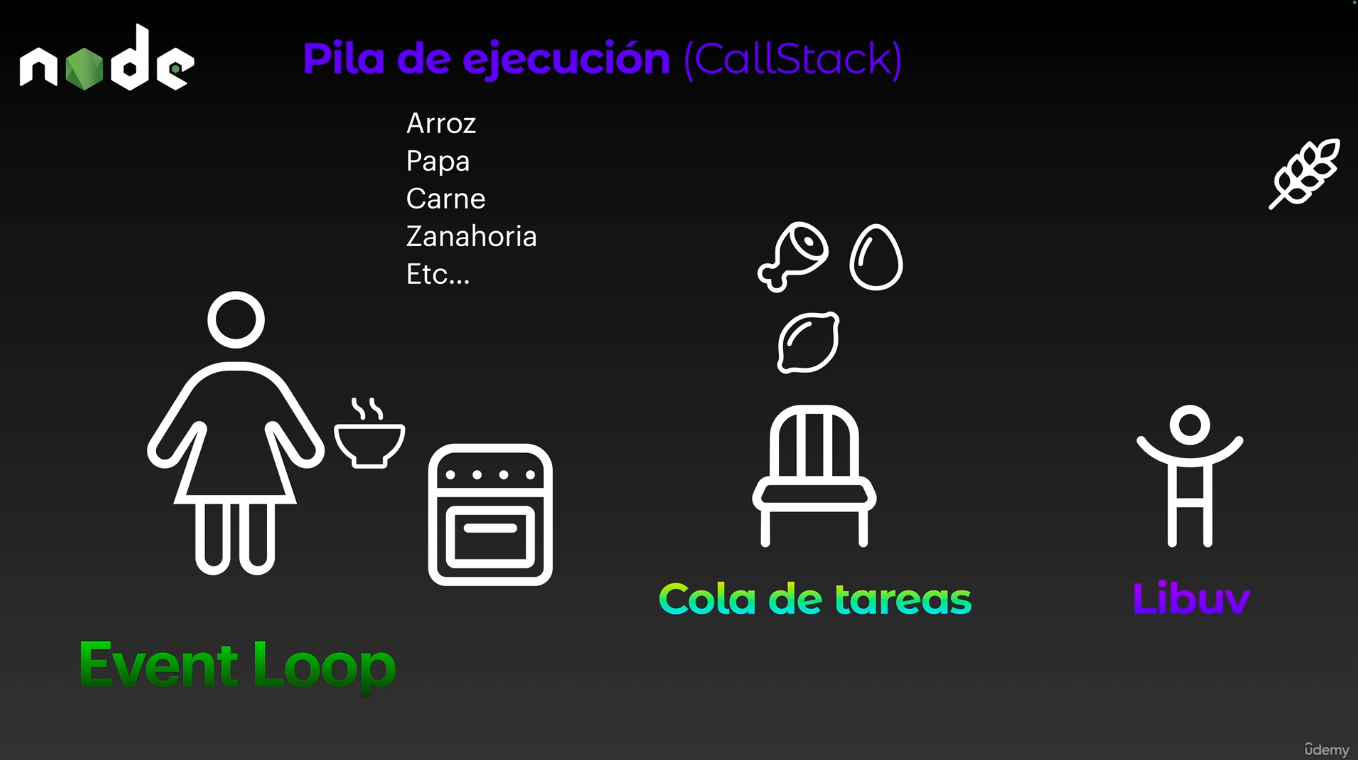 node
Pila de ejecución (CallStack)
Arroz
Papa
Carne
Zanahoria
Etc...
Cola de tareas
Libuv
Event Loop
ûdemy